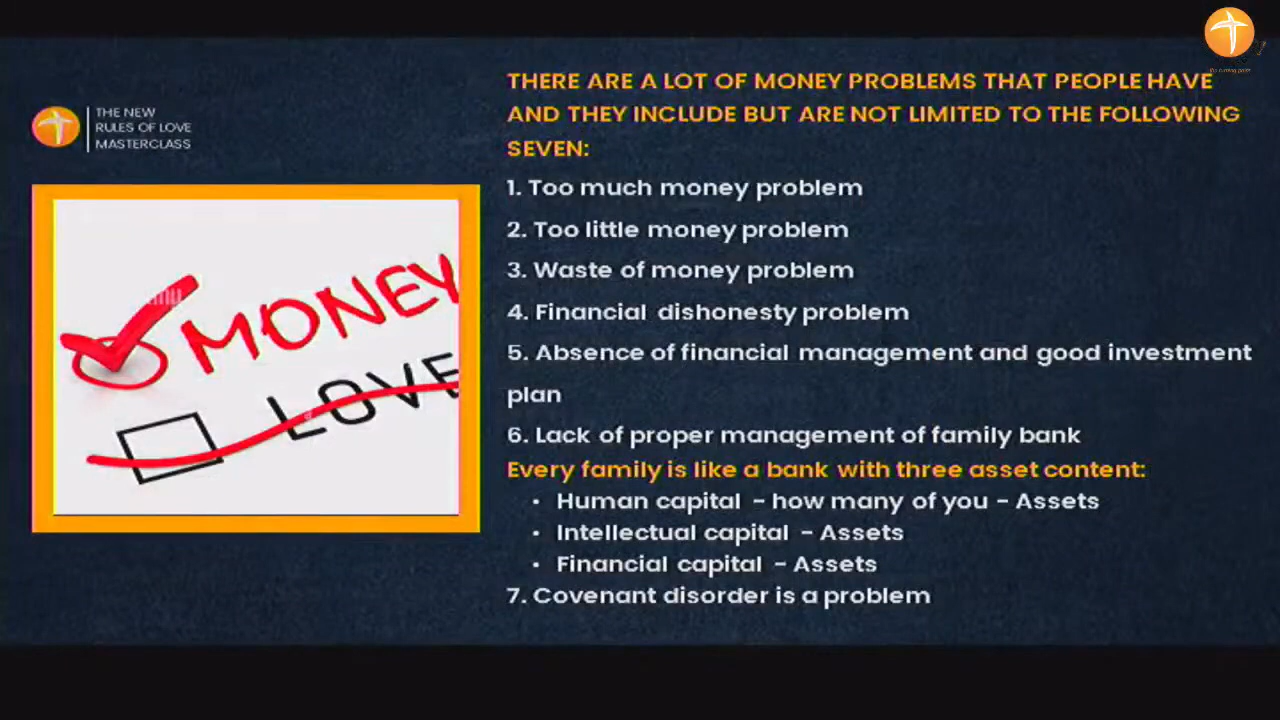 THE NEW
RULES OF LOVE
MASTERCLASS
MONEY
LOVE
THERE ARE A LOT OF MONEY PROBLEMS THAT PEOPLE HAVE
AND THEY INCLUDE BUT ARE NOT LIMITED TO THE FOLLOWING
SEVEN:
1. Too much money problem
2. Too little money problem
3. Waste of money problem
4. Financial dishonesty problem
5. Absence of financial management and good investment
plan
6. Lack of proper management of family bank
Every family is like a bank with three asset content:
• Human capital - how many of you - Assets
• Intellectual capital - Assets
• Financial capital - Assets
7. Covenant disorder is a problem